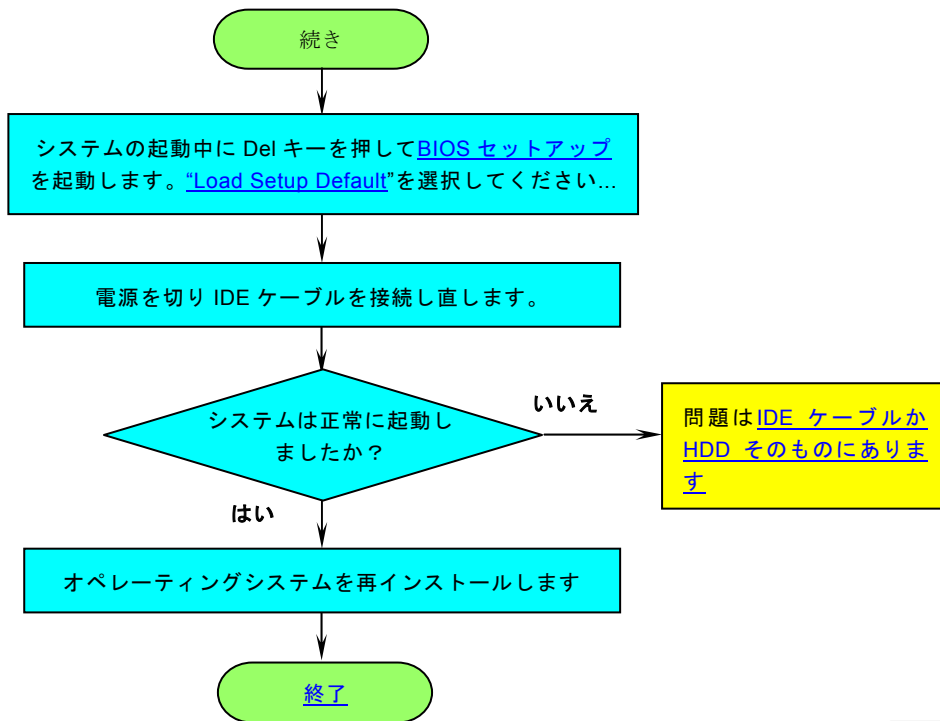 続き
システムの起動中に Del キーを押してBIOS セットアップ
を起動します。“Load Setup Default”を選択してください...
電源を切り IDE ケーブルを接続し直します。
システムは正常に起動し
ましたか？
いいえ
問題はIDE ケーブルか
HDD そのものにありま
す
はい
オペレーティングシステムを再インストールします
終了